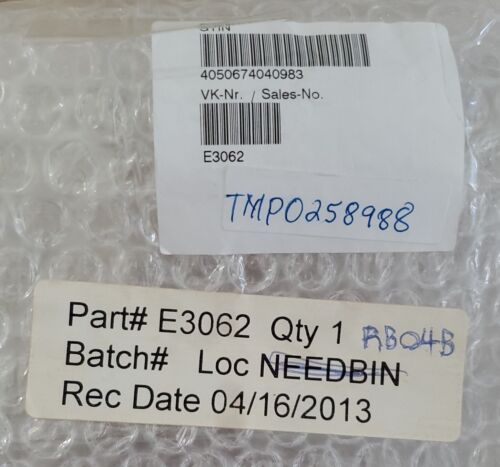 GTIN
4050674040983
VK-Nr. / Sales-No.
E3062
TMP0258988
Part# E3062 Qty 1 RB04B
Batch# Loc NEEDBIN
Rec Date 04/16/2013